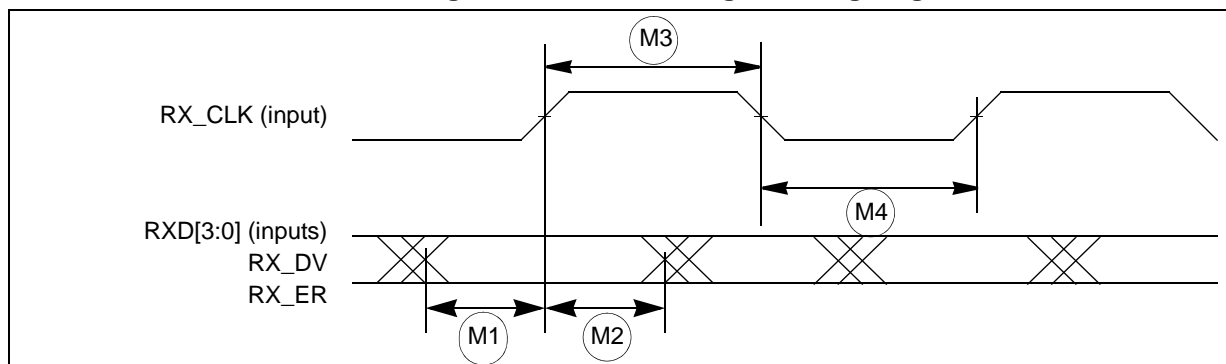 M3
RX_CLK (input)
M4
RXD[3:0] (inputs)
RX_DV
RX_ER
M1
M2